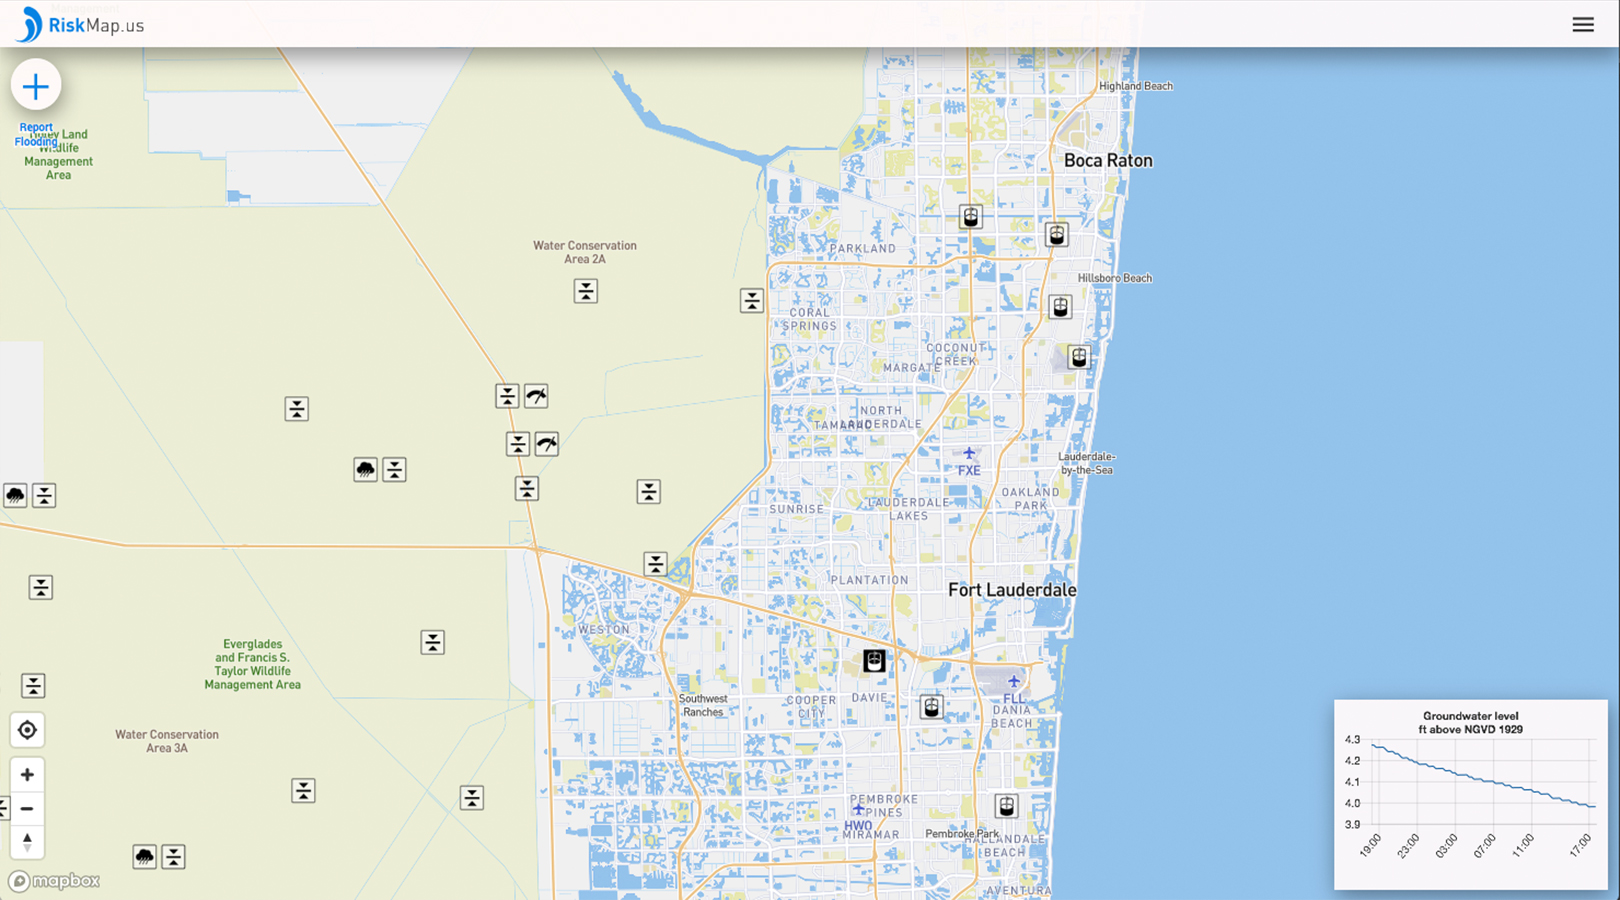 RiskMap.us
Report
Flooding
Holey Land
Wildlife
Management
Area
Highland Beach
Boca Raton
Water Conservation
Area 2A
PARKLAND
Hillsboro Beach
CORAL
SPRINGS
COCONUT
CREEK
MARGATE
NORTH
LAUDERDALE
TAMARAC
FXE
Lauderdale-
by-the-Sea
OAKLAND
PARK
LAUDERDALE
LAKES
SUNRISE
PLANTATION
Fort Lauderdale
WESTON
Everglades
and Francis S.
Taylor Wildlife
Management Area
Southwest
Ranches
COOPER
CITY
DAVIE
FLL
DANIA
BEACH
Water Conservation
Area 3A
PEMBROKE
PINES
HWO
MIRAMAR
Pembroke Park
HALLANDALE
BEACH
AVENTURA
mapbox
Groundwater level
ft above NGVD 1929
4.3
4.2
4.1
4.0
3.9
19:00
23:00
03:00
07:00
11:00
17:00